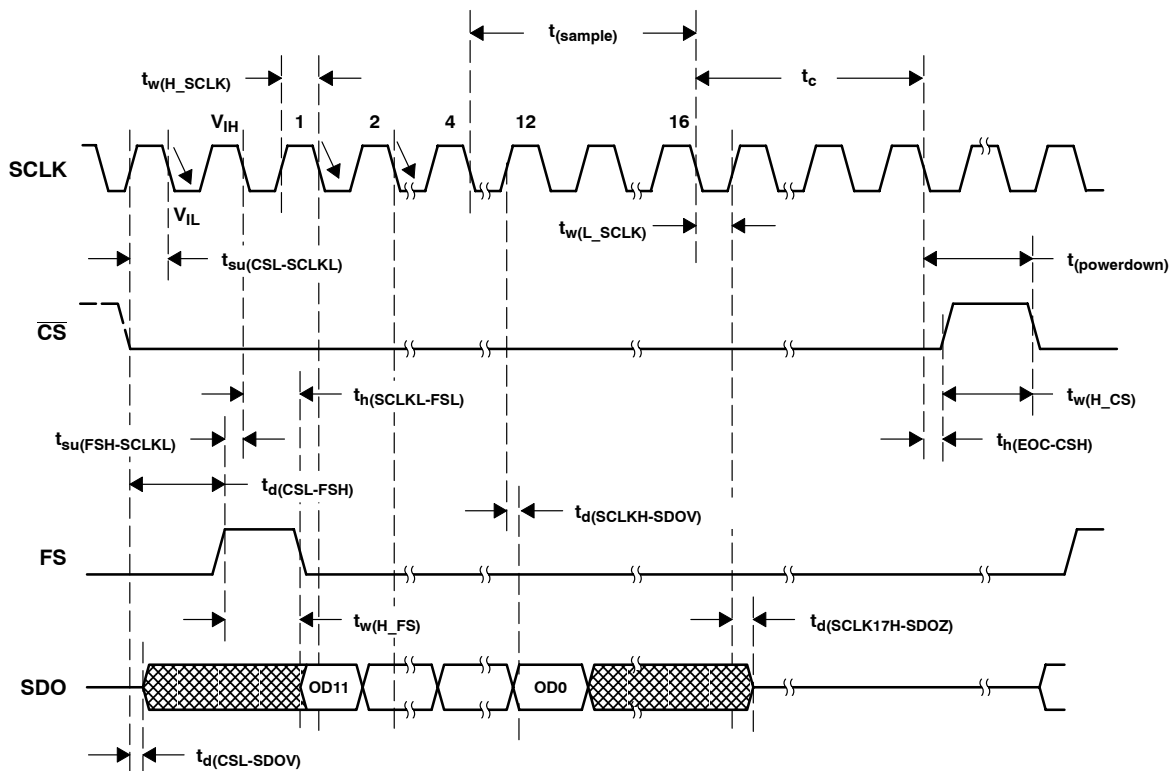 t(sample)
tw(H_SCLK)
tc
VIH
1
2
4
12
16
SCLK
VIL
tw(L_SCLK)
tsu(CSL-SCLKL)
t(powerdown)
CS
th(SCLKL-FSL)
tw(H_CS)
tsu(FSH-SCLKL)
th(EOC-CSH)
td(CSL-FSH)
td(SCLKH-SDOV)
FS
tw(H_FS)
td(SCLK17H-SDOZ)
SDO
OD11
OD0
td(CSL-SDOV)